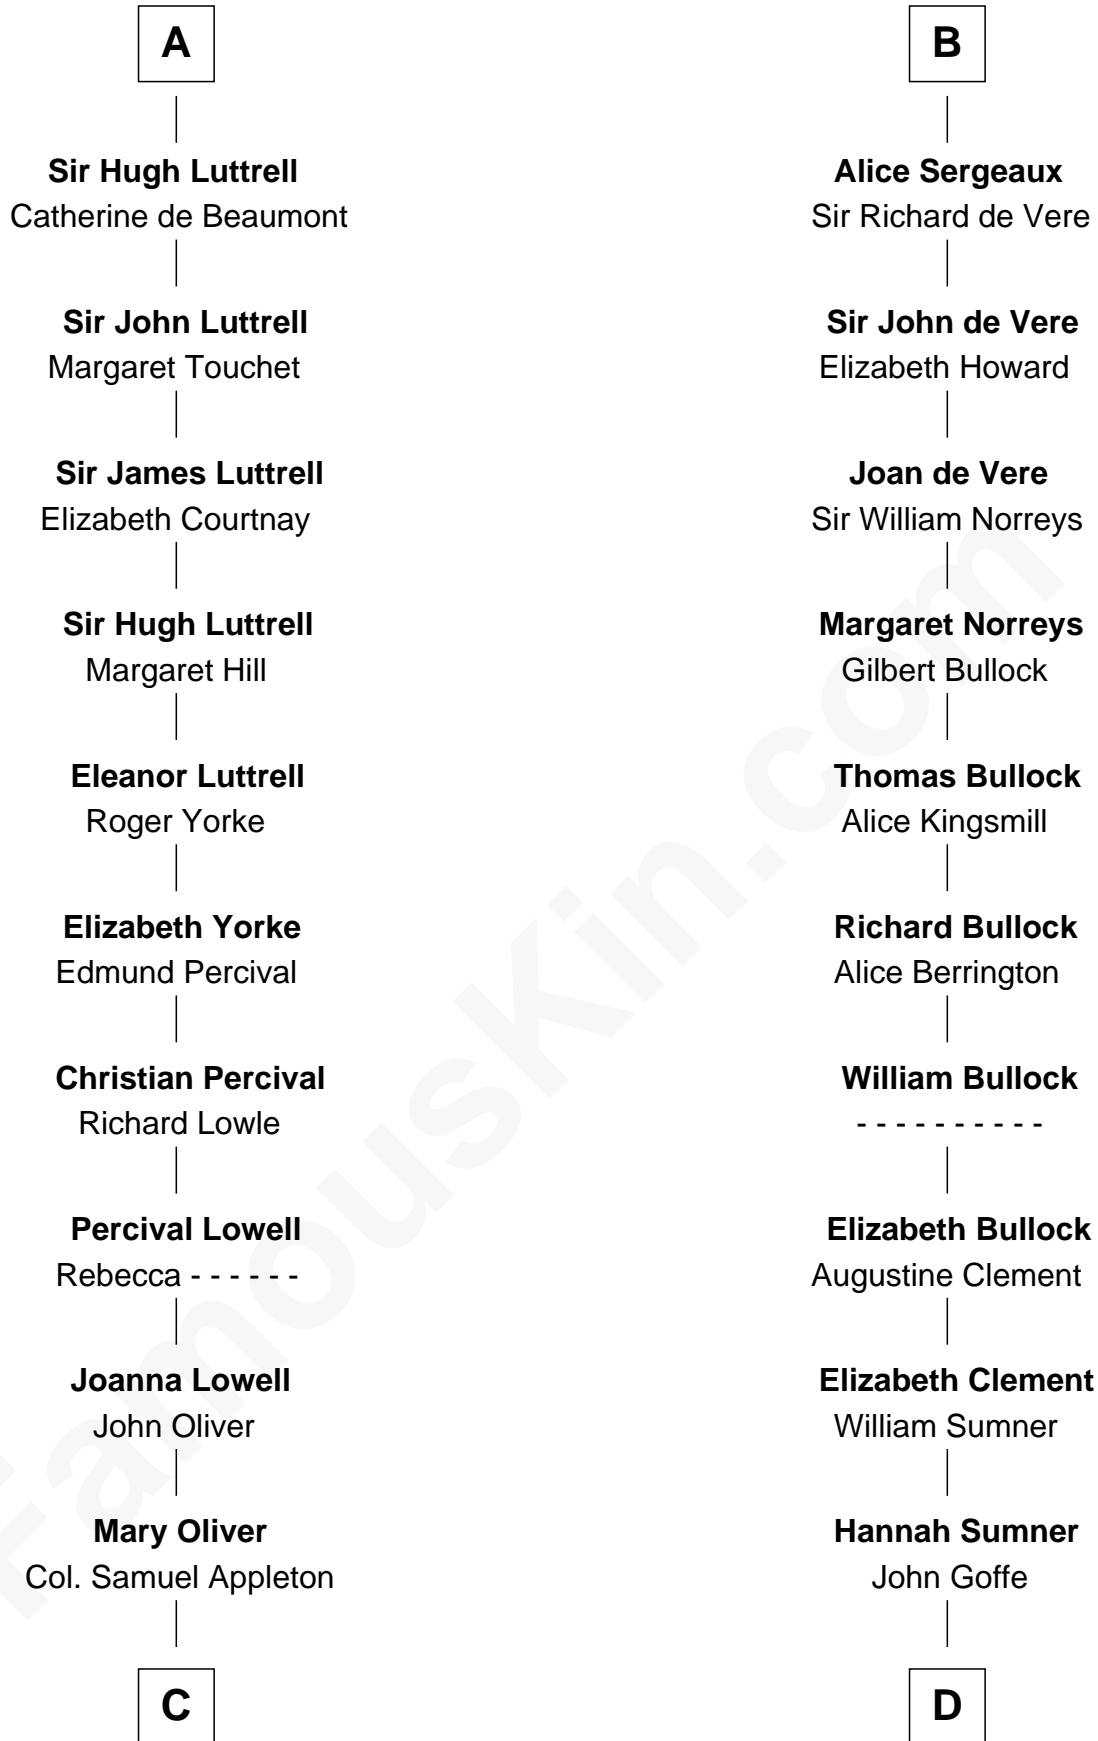 A
Sir Hugh Luttrell
Catherine de Beaumont
Sir John Luttrell
Margaret Touchet
Sir James Luttrell
Elizabeth Courtnay
Sir Hugh Luttrell
Margaret Hill
Eleanor Luttrell
Roger Yorke
Elizabeth Yorke
Edmund Percival
Christian Percival
Richard Lowle
Percival Lowell
Rebecca - - - - - -
Joanna Lowell
John Oliver
Mary Oliver
Col. Samuel Appleton
C
B
Alice Sergeaux
Sir Richard de Vere
Sir John de Vere
Elizabeth Howard
Joan de Vere
Sir William Norreys
Margaret Norreys
Gilbert Bullock
Thomas Bullock
Alice Kingsmill
Richard Bullock
Alice Berrington
William Bullock
- - - - - - - - - -
Elizabeth Bullock
Augustine Clement
Elizabeth Clement
William Sumner
Hannah Sumner
John Goffe
D
FamousKin.com